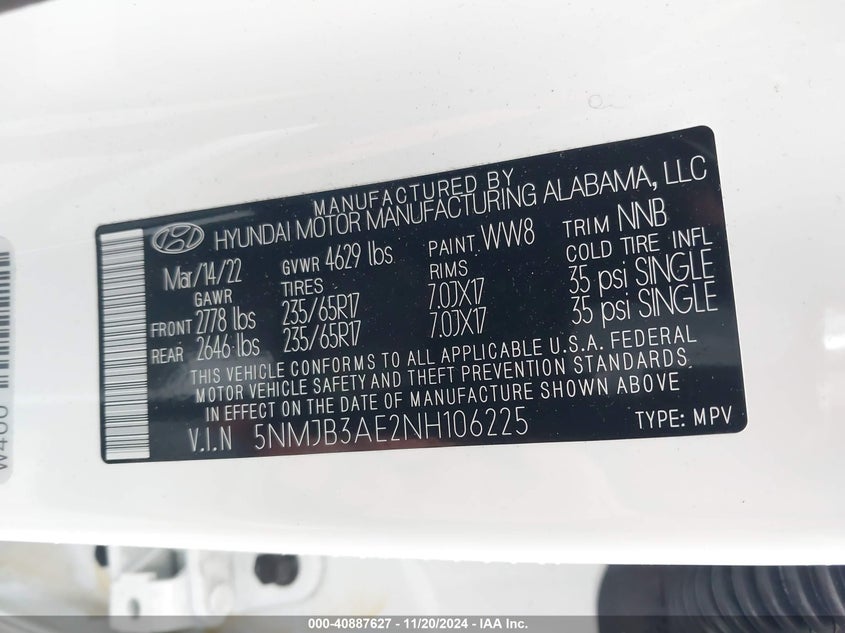 MANUFACTURED BY
HYUNDAI MOTOR MANUFACTURING ALABAMA, LLC
Mar/14/22 GVWR 4629 lbs PAINT WW8 TRIM NNB
GAWR TIRES RIMS COLD TIRE INFL
FRONT 2778 lbs 235/65R17 7.0JX17 35 psi SINGLE
REAR 2646 lbs 235/65R17 7.0JX17 35 psi SINGLE
THIS VEHICLE CONFORMS TO ALL APPLICABLE U.S.A. FEDERAL
MOTOR VEHICLE SAFETY AND THEFT PREVENTION STANDARDS
IN EFFECT ON THE DATE OF MANUFACTURE SHOWN ABOVE
V.I.N 5NMJB3AE2NH106225 TYPE: MPV
000-40887627 - 11/20/2024 - IAA Inc.